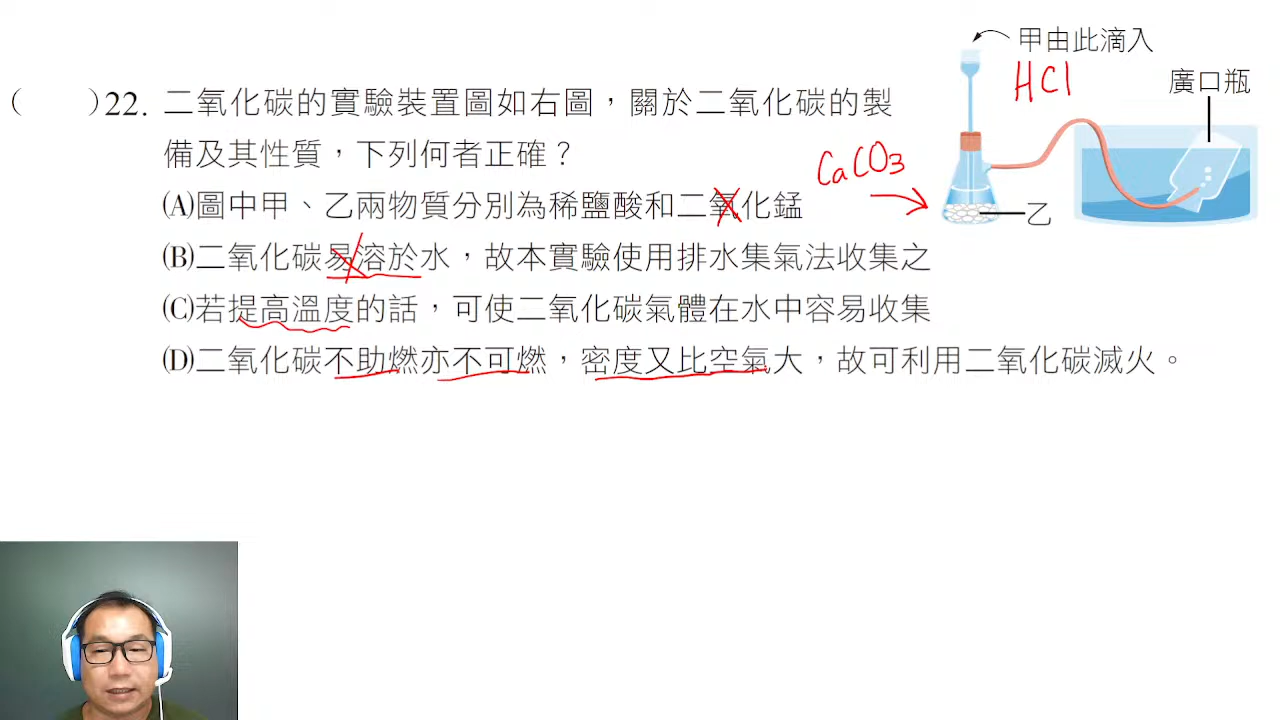 甲由此滴入
HCl
廣口瓶
( )22. 二氧化碳的實驗裝置圖如右圖，關於二氧化碳的製
備及其性質，下列何者正確？
CaCO3
(A)圖中甲、乙兩物質分別為稀鹽酸和二氧化錳
乙
(B)二氧化碳易溶於水，故本實驗使用排水集氣法收集之
(C)若提高溫度的話，可使二氧化碳氣體在水中容易收集
(D)二氧化碳不助燃亦不可燃，密度又比空氣大，故可利用二氧化碳滅火。